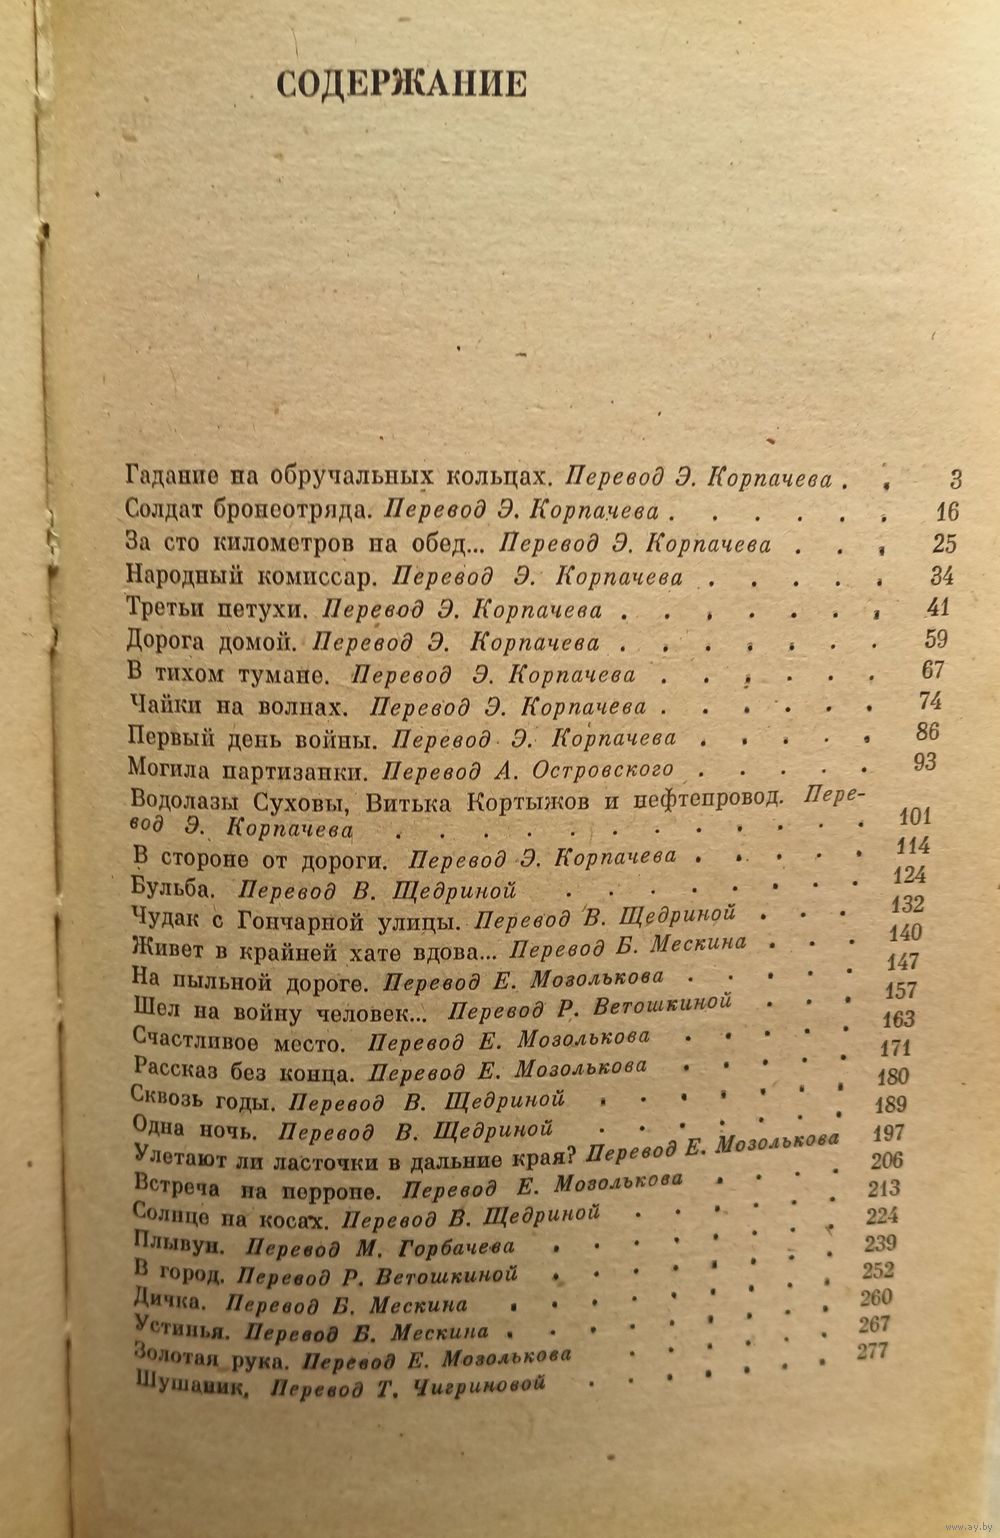 СОДЕРЖАНИЕ
Гадание на обручальных кольцах. Перевод Э. Корпачева . . 3
Солдат бронеотряда. Перевод Э. Корпачева . . . . . . 16
За сто километров на обед... Перевод Э. Корпачева . . . 25
Народный комиссар. Перевод Э. Корпачева . . . . . 34
Третьи петухи. Перевод Э. Корпачева . . . . . . . 41
Дорога домой. Перевод Э. Корпачева . . . . . . . 59
В тихом тумане. Перевод Э. Корпачева . . . . . . 67
Чайки на волнах. Перевод Э. Корпачева . . . . . . 74
Первый день войны. Перевод Э. Корпачева . . . . . 86
Могила партизанки. Перевод А. Островского . . . . . 93
Водолазы Суховы, Витька Кортыжов и нефтепровод. Пере-
вод Э. Корпачева . . . . . . . . . . . . 101
В стороне от дороги. Перевод Э. Корпачева . . . . . 114
Бульба. Перевод В. Щедриной . . . . . . . . 124
Чудак с Гончарной улицы. Перевод В. Щедриной . . . 132
Живет в крайней хате вдова... Перевод Б. Мескина . . . 140
На пыльной дороге. Перевод Е. Мозолькова . . . . . 147
Шел на войну человек... Перевод Р. Ветошкиной . . . 157
Счастливое место. Перевод Е. Мозолькова . . . . . 163
Рассказ без конца. Перевод Е. Мозолькова . . . . . 171
Сквозь годы. Перевод В. Щедриной . . . . . . . 180
Одна ночь. Перевод В. Щедриной . . . . . . . 189
Улетают ли ласточки в дальние края? Перевод Е. Мозолькова 197
Встреча на перроне. Перевод Е. Мозолькова . . . . 206
Солнце на косах. Перевод В. Щедриной . . . . . . 213
Плывун. Перевод М. Горбачева . . . . . . . . 224
В город. Перевод Р. Ветошкиной . . . . . . . . 239
Дичка. Перевод Б. Мескина . . . . . . . . . 252
Устинья. Перевод Б. Мескина . . . . . . . . . 260
Золотая рука. Перевод Е. Мозолькова . . . . . . 267
Шушаник. Перевод Т. Чигриновой . . . . . . . 277
www.ay.by